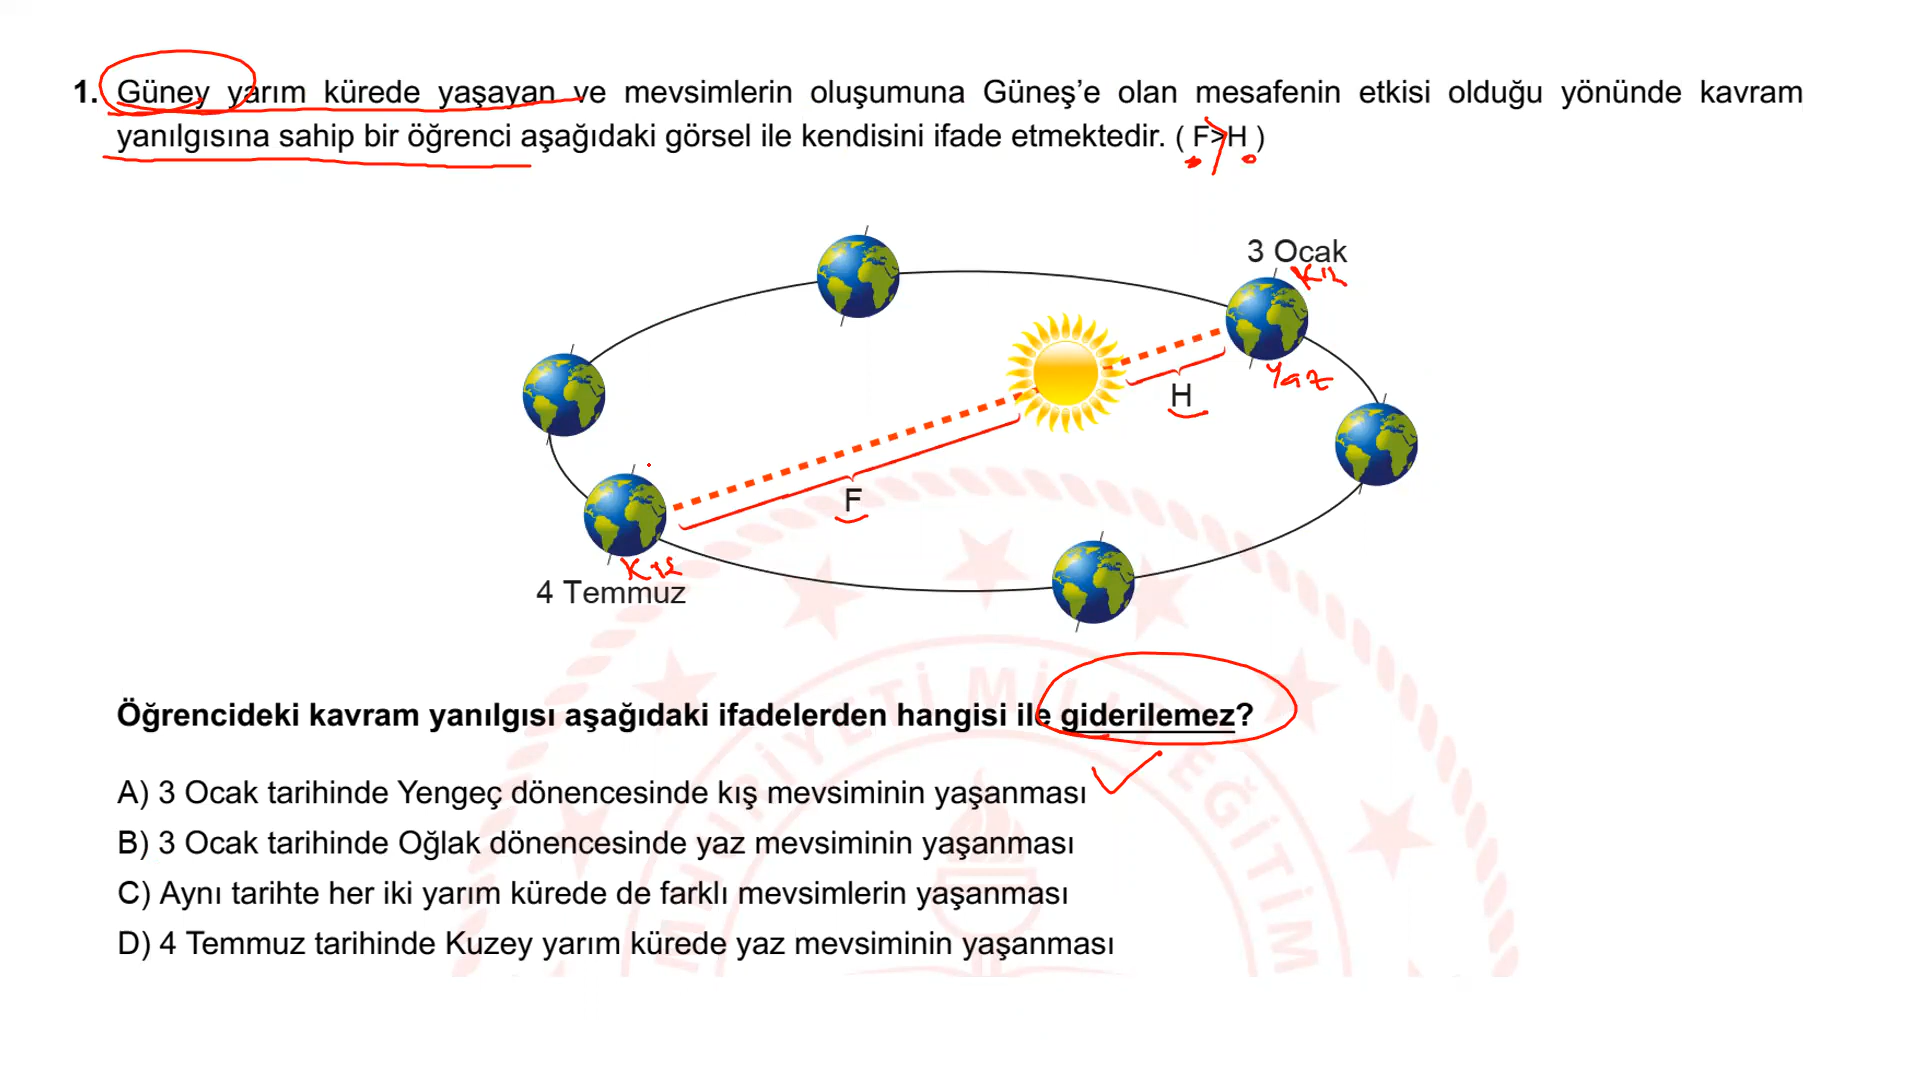 1. Güney yarım kürede yaşayan ve mevsimlerin oluşumuna Güneş’e olan mesafenin etkisi olduğu yönünde kavram
yanılgısına sahip bir öğrenci aşağıdaki görsel ile kendisini ifade etmektedir. ( F>H )
3 Ocak
Kış
Yaz
H
F
Kış
4 Temmuz
Öğrencideki kavram yanılgısı aşağıdaki ifadelerden hangisi ile giderilemez?
A) 3 Ocak tarihinde Yengeç dönencesinde kış mevsiminin yaşanması
B) 3 Ocak tarihinde Oğlak dönencesinde yaz mevsiminin yaşanması
C) Aynı tarihte her iki yarım kürede de farklı mevsimlerin yaşanması
D) 4 Temmuz tarihinde Kuzey yarım kürede yaz mevsiminin yaşanması